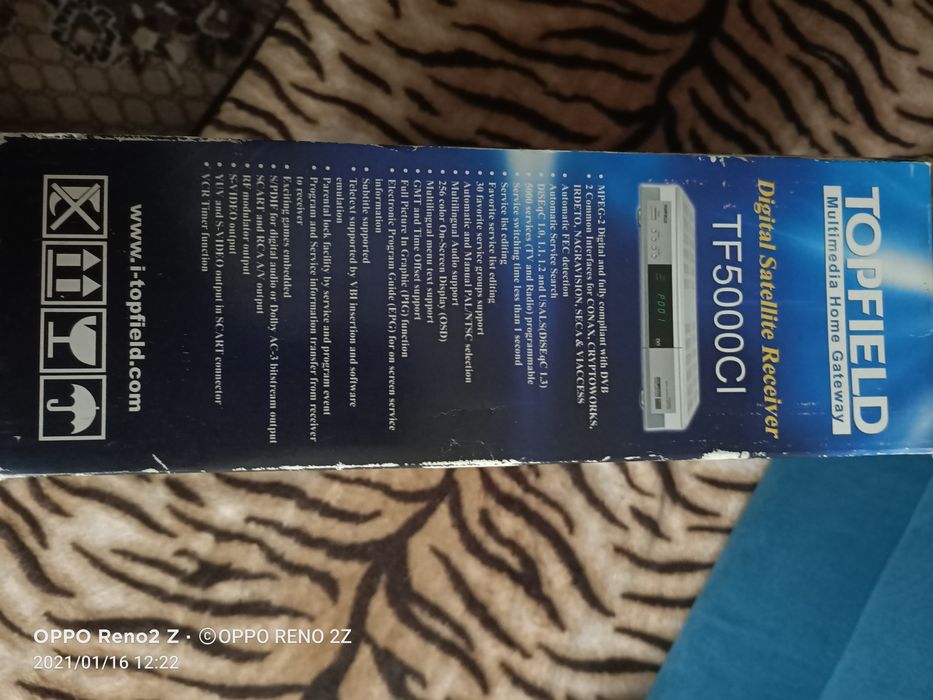 TOPFIELD
Multimedia Home Gateway
Digital Satellite Receiver
TF5000CI
P001
• MPEG-2 Digital and fully compliant with DVB
• 2 Common Interfaces for CONAX, CRYPTOWORKS,
IRDETO, NAGRAVISION, SECA & VIACCESS
• Automatic FEC detection
• Automatic Service Search
• DiSEqC 1.0, 1.1, 1.2 and USALS(DiSEqC 1.3)
• 5000 services (TV and Radio) programmable
• Service switching time less than 1 second
• Service list editing
• Favorite service list editing
• 30 favorite service groups support
• Automatic and Manual PAL/NTSC selection
• Multilingual Audio support
• 256 color On-Screen Display (OSD)
• Multilingual menu text support
• GMT and Time Offset support
• Full Picture In Graphic (PIG) function
• Electronic Program Guide (EPG) for on screen service
information
• Subtitle supported
• Teletext supported by VBI insertion and software
emulation
• Parental lock facility by service and program event
• Program and Service information transfer from receiver
to receiver
• Exciting games embedded
• S/PDIF for digital audio or Dolby AC-3 bitstream output
• SCART and RCA A/V output
• RF modulator output
• S-VIDEO output
• YUV and S-VIDEO output in SCART connector
• VCR Timer function
www.i-topfield.com
OPPO Reno2 Z · ©OPPO RENO 2Z
2021/01/16 12:22